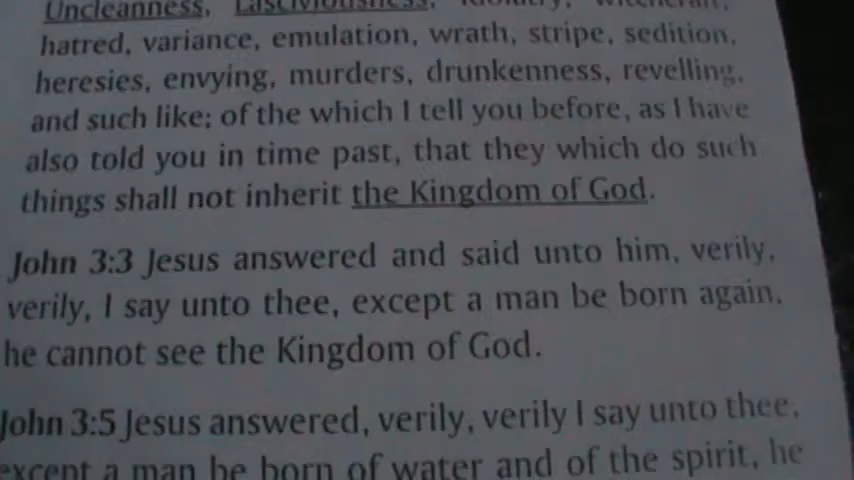 Uncleanness, Lasciviousness, idolatry, witchcraft,
hatred, variance, emulation, wrath, stripe, sedition,
heresies, envying, murders, drunkenness, revelling,
and such like; of the which I tell you before, as I have
also told you in time past, that they which do such
things shall not inherit the Kingdom of God.
John 3:3 Jesus answered and said unto him, verily,
verily, I say unto thee, except a man be born again,
he cannot see the Kingdom of God.
John 3:5 Jesus answered, verily, verily I say unto thee,
except a man be born of water and of the spirit, he